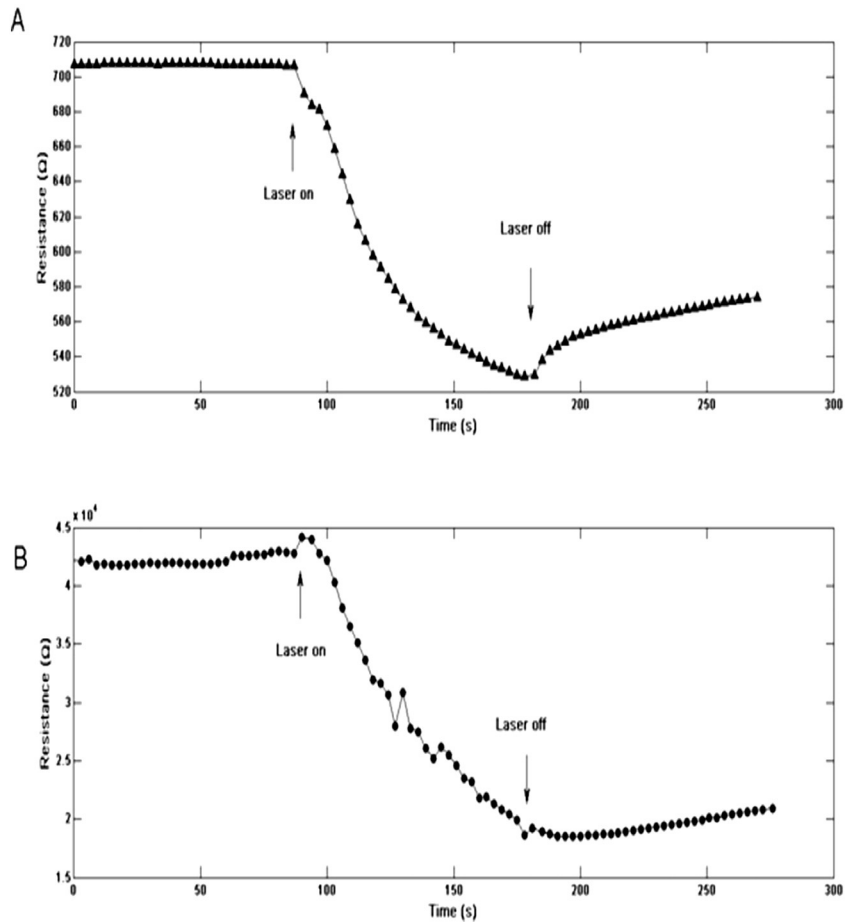 A
720
700
680
660
640
620
600
580
560
540
520
Resistance (Ω)
Laser on
Laser off
0 50 100 150 200 250 300
Time (s)
B
x 10⁴
4.5
4
3.5
3
2.5
2
1.5
Resistance (Ω)
Laser on
Laser off
0 50 100 150 200 250 300
Time (s)